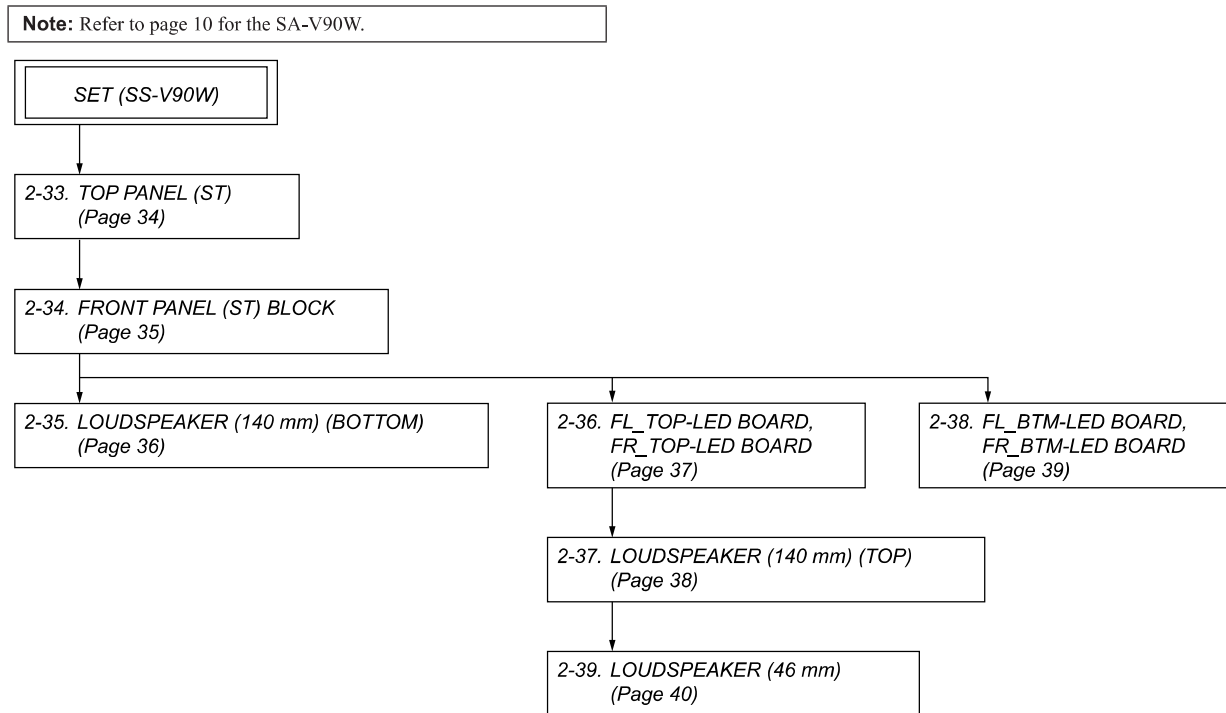 Note: Refer to page 10 for the SA-V90W.
SET (SS-V90W)
2-33. TOP PANEL (ST)
(Page 34)
2-34. FRONT PANEL (ST) BLOCK
(Page 35)
2-35. LOUDSPEAKER (140 mm) (BOTTOM)
(Page 36)
2-36. FL_TOP-LED BOARD,
FR_TOP-LED BOARD
(Page 37)
2-38. FL_BTM-LED BOARD,
FR_BTM-LED BOARD
(Page 39)
2-37. LOUDSPEAKER (140 mm) (TOP)
(Page 38)
2-39. LOUDSPEAKER (46 mm)
(Page 40)